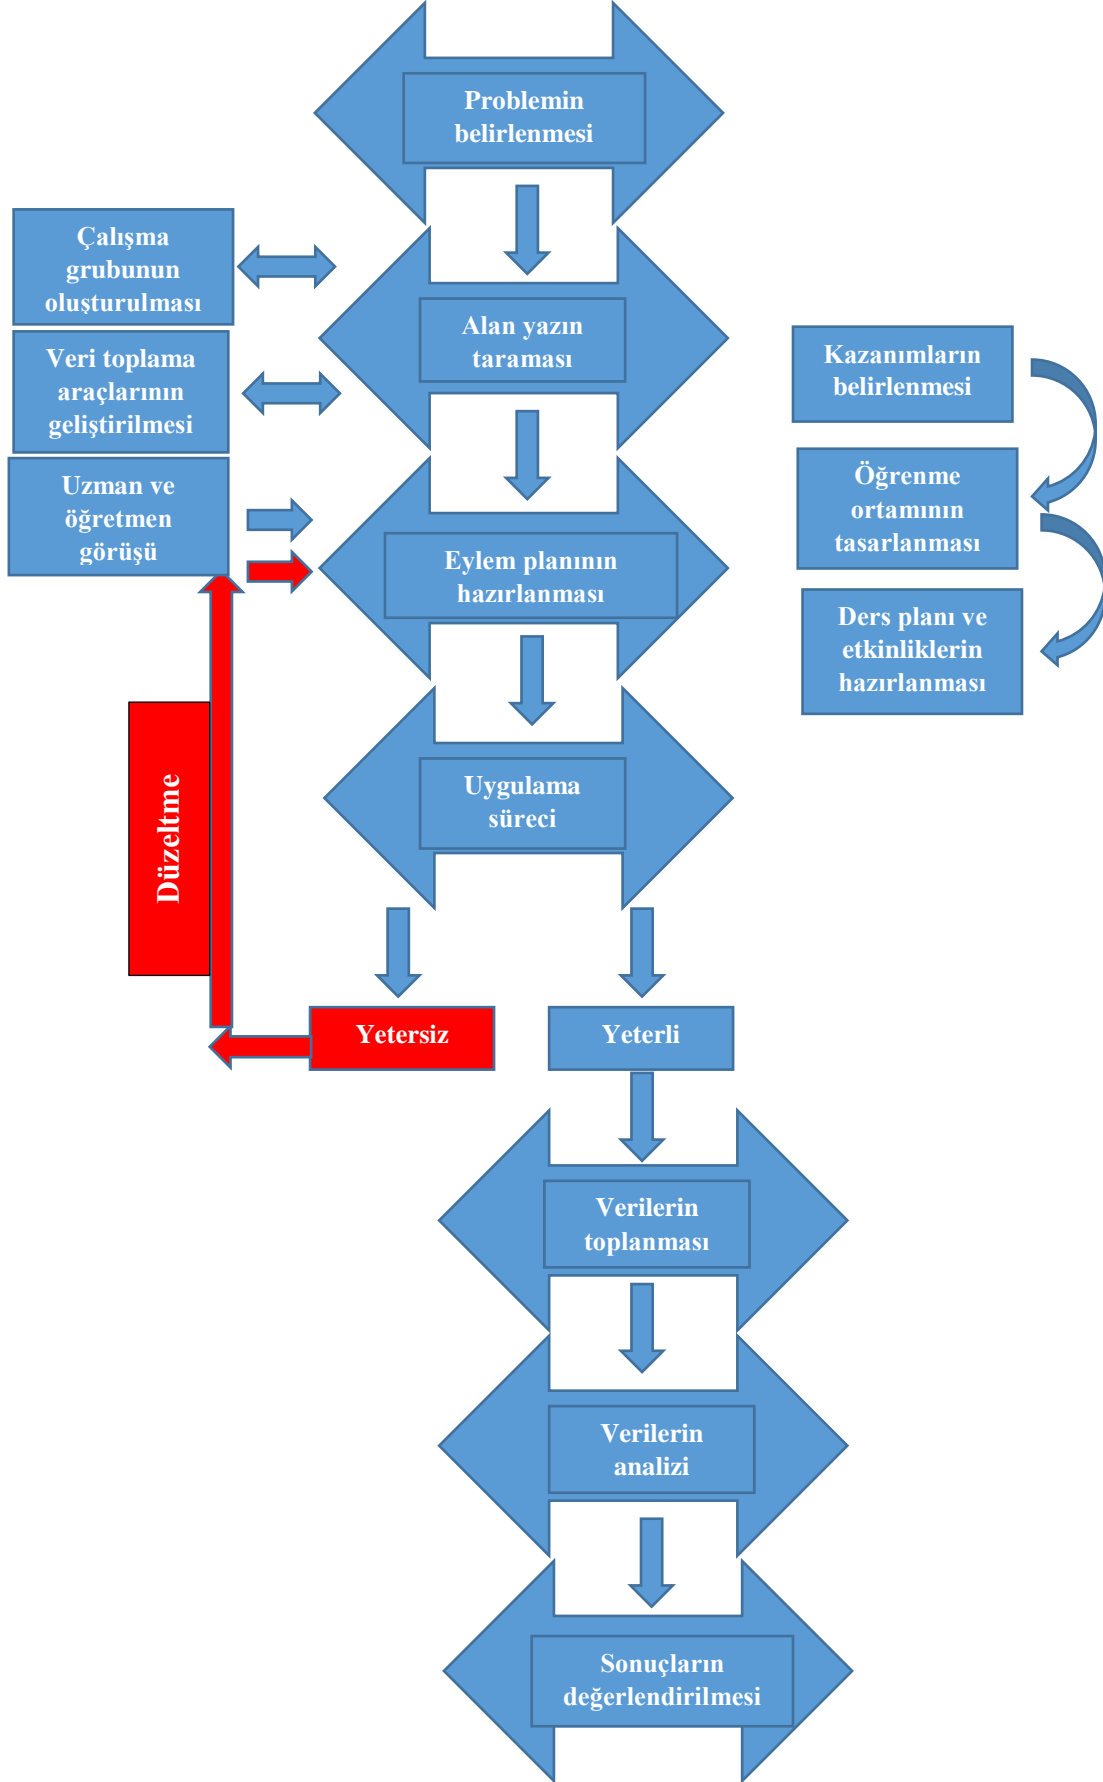 Problemin
belirlenmesi
Çalışma
grubunun
oluşturulması
Alan yazın
taraması
Veri toplama
araçlarının
geliştirilmesi
Kazanımların
belirlenmesi
Uzman ve
öğretmen
görüşü
Eylem planının
hazırlanması
Öğrenme
ortamının
tasarlanması
Ders planı ve
etkinliklerin
hazırlanması
Uygulama
süreci
Düzeltme
Yetersiz
Yeterli
Verilerin
toplanması
Verilerin
analizi
Sonuçların
değerlendirilmesi